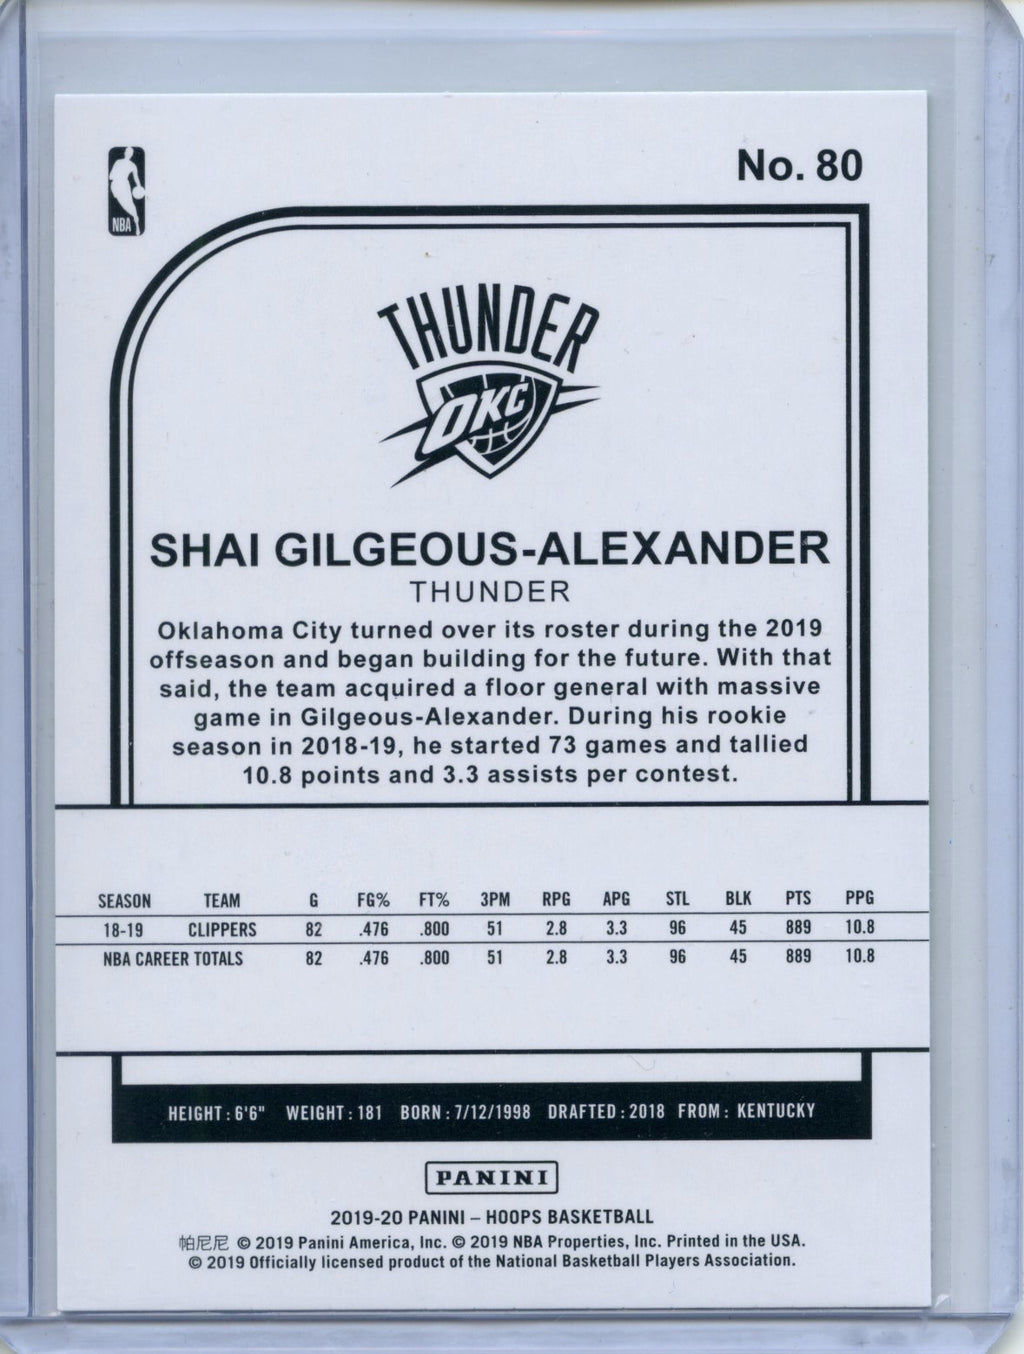 No. 80
NBA
THUNDER
OKC
SHAI GILGEOUS-ALEXANDER
THUNDER
Oklahoma City turned over its roster during the 2019
offseason and began building for the future. With that
said, the team acquired a floor general with massive
game in Gilgeous-Alexander. During his rookie
season in 2018-19, he started 73 games and tallied
10.8 points and 3.3 assists per contest.
SEASON TEAM G FG% FT% 3PM RPG APG STL BLK PTS PPG
18-19 CLIPPERS 82 .476 .800 51 2.8 3.3 96 45 889 10.8
NBA CAREER TOTALS 82 .476 .800 51 2.8 3.3 96 45 889 10.8
HEIGHT: 6'6" WEIGHT: 181 BORN: 7/12/1998 DRAFTED: 2018 FROM: KENTUCKY
PANINI
2019-20 PANINI – HOOPS BASKETBALL
帕尼尼 © 2019 Panini America, Inc. © 2019 NBA Properties, Inc. Printed in the USA.
© 2019 Officially licensed product of the National Basketball Players Association.